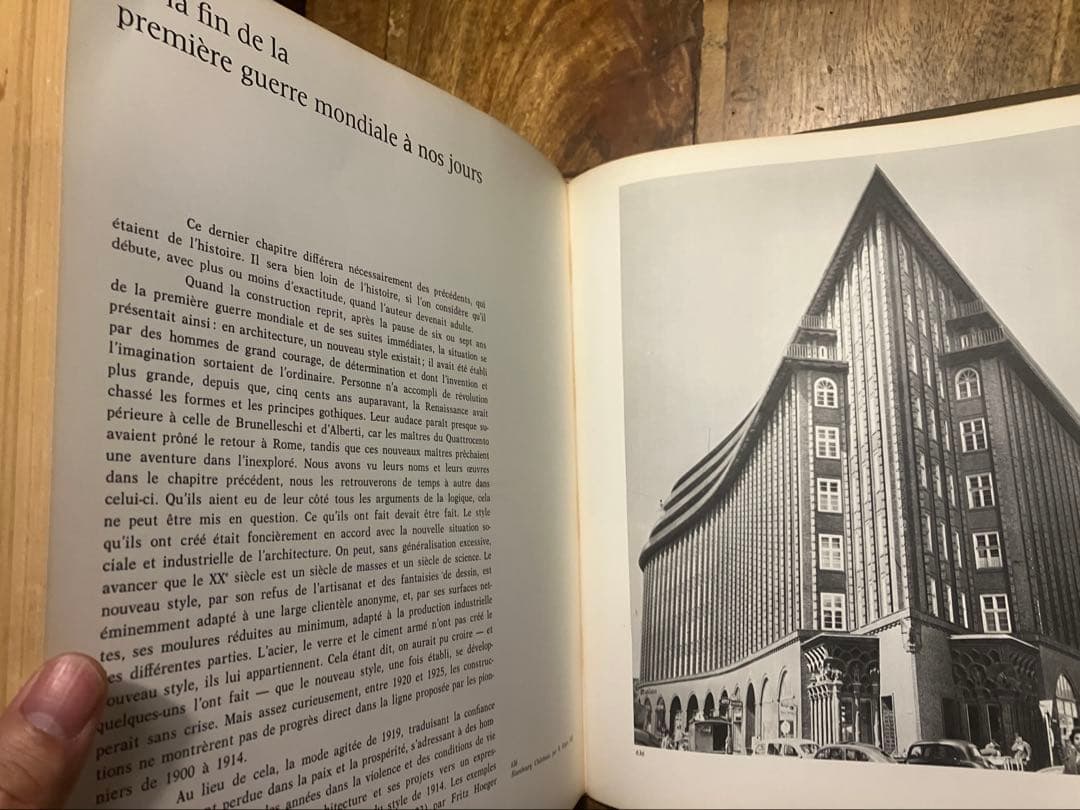 la fin de la
première guerre mondiale à nos jours
Ce dernier chapitre différera nécessairement des précédents, qui
étaient de l'histoire. Il sera bien loin de l'histoire, si l'on considère qu'il
débute, avec plus ou moins d'exactitude, quand l'auteur devenait adulte.
Quand la construction reprit, après la pause de six ou sept ans
de la première guerre mondiale et de ses suites immédiates, la situation se
présentait ainsi: en architecture, un nouveau style existait; il avait été établi
par des hommes de grand courage, de détermination et dont l'invention et
l'imagination sortaient de l'ordinaire. Personne n'a accompli de révolution
plus grande, depuis que, cinq cents ans auparavant, la Renaissance avait
chassé les formes et les principes gothiques. Leur audace paraît presque su-
périeure à celle de Brunelleschi et d'Alberti, car les maîtres du Quattrocento
avaient prôné le retour à Rome, tandis que ces nouveaux maîtres prêchaient
une aventure dans l'inexploré. Nous avons vu leurs noms et leurs œuvres
dans le chapitre précédent, nous les retrouverons de temps à autre dans
celui-ci. Qu'ils aient eu de leur côté tous les arguments de la logique, cela
ne peut être mis en question. Ce qu'ils ont fait devait être fait. Le style
qu'ils ont créé était foncièrement en accord avec la nouvelle situation so-
ciale et industrielle de l'architecture. On peut, sans généralisation excessive,
avancer que le XXe siècle est un siècle de masses et un siècle de science. Le
nouveau style, par son refus de l'artisanat et des fantaisies de dessin, est
éminemment adapté à une large clientèle anonyme, et, par ses surfaces net-
tes, ses moulures réduites au minimum, adapté à la production industrielle
des différentes parties. L'acier, le verre et le ciment armé n'ont pas créé le
nouveau style, ils lui appartiennent. Cela étant dit, on aurait pu croire — et
quelques-uns l'ont fait — que le nouveau style, une fois établi, se dévelop-
perait sans crise. Mais assez curieusement, entre 1920 et 1925, les construc-
tions ne montrèrent pas de progrès direct dans la ligne proposée par les pion-
niers de 1900 à 1914.
Au lieu de cela, la mode agitée de 1919, traduisant la confiance
perdue dans la paix et la prospérité, s'adressant à des hom
années dans la violence et des conditions de vie
architecture et ses projets vers un expres-
du style de 1914. Les exemples
par Fritz Hoeger
636